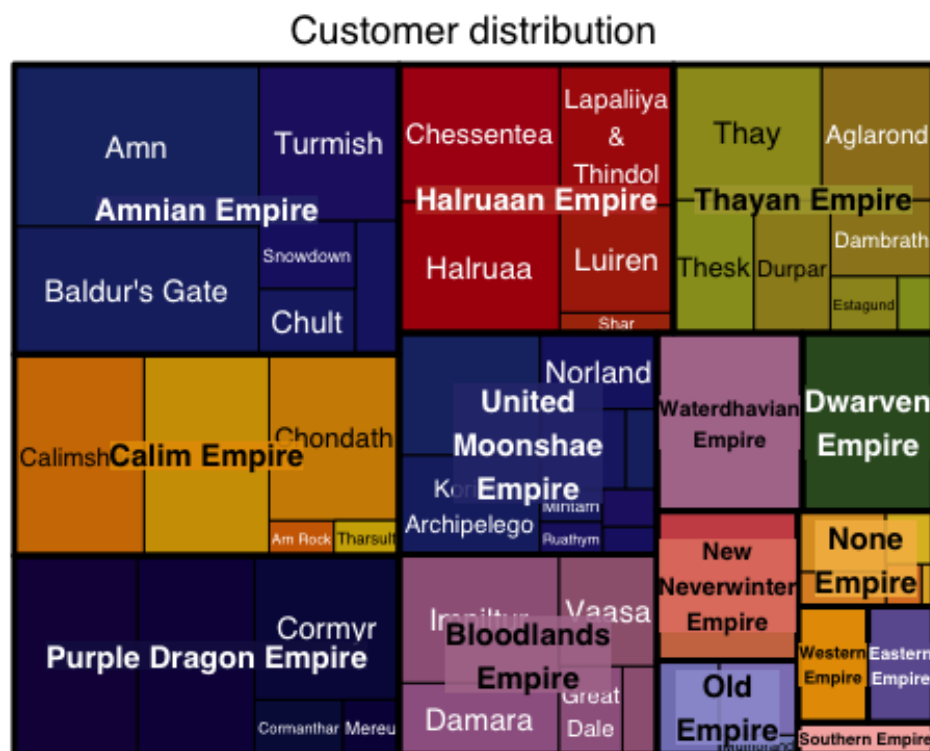 Customer distribution
Amn
Turmish
Amnian Empire
Baldur's Gate
Snowdown
Chult
Chessentea
Lapaliiya
&
Thindol
Halruaan Empire
Halruaa
Luiren
Shar
Thay
Aglarond
Thayan Empire
Thesk
Durpar
Dambrath
Estagund
Calimsh
Calim Empire
Chondath
Am Rock
Tharsult
Norland
United
Moonshae
Empire
Archipelego
Mintarn
Ruathym
Waterdhavian
Empire
Dwarven
Empire
Cormyr
Purple Dragon Empire
Cormanthar
Mereu
Impiltur
Vaasa
Bloodlands
Empire
Damara
Great
Dale
New
Neverwinter
Empire
None
Empire
Old
Empire
Western
Empire
Eastern
Empire
Southern Empire